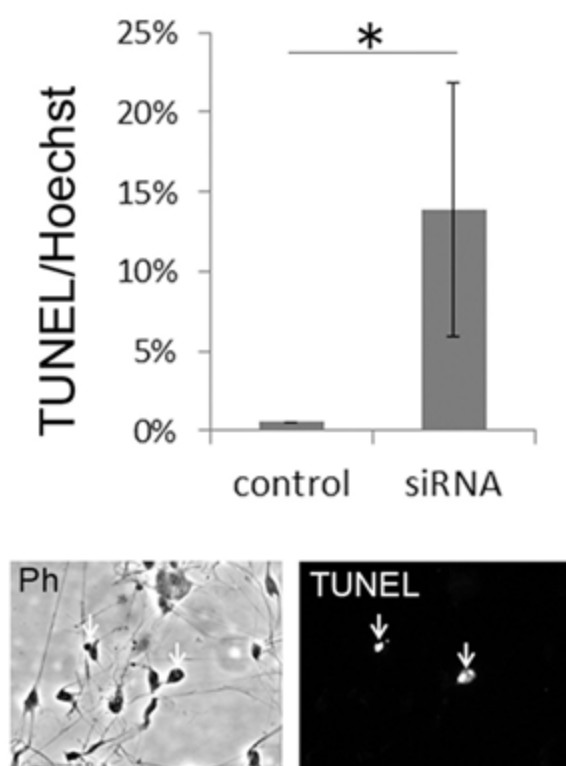 TUNEL/Hoechst
25%
20%
15%
10%
5%
0%
*
control
siRNA
Ph
TUNEL